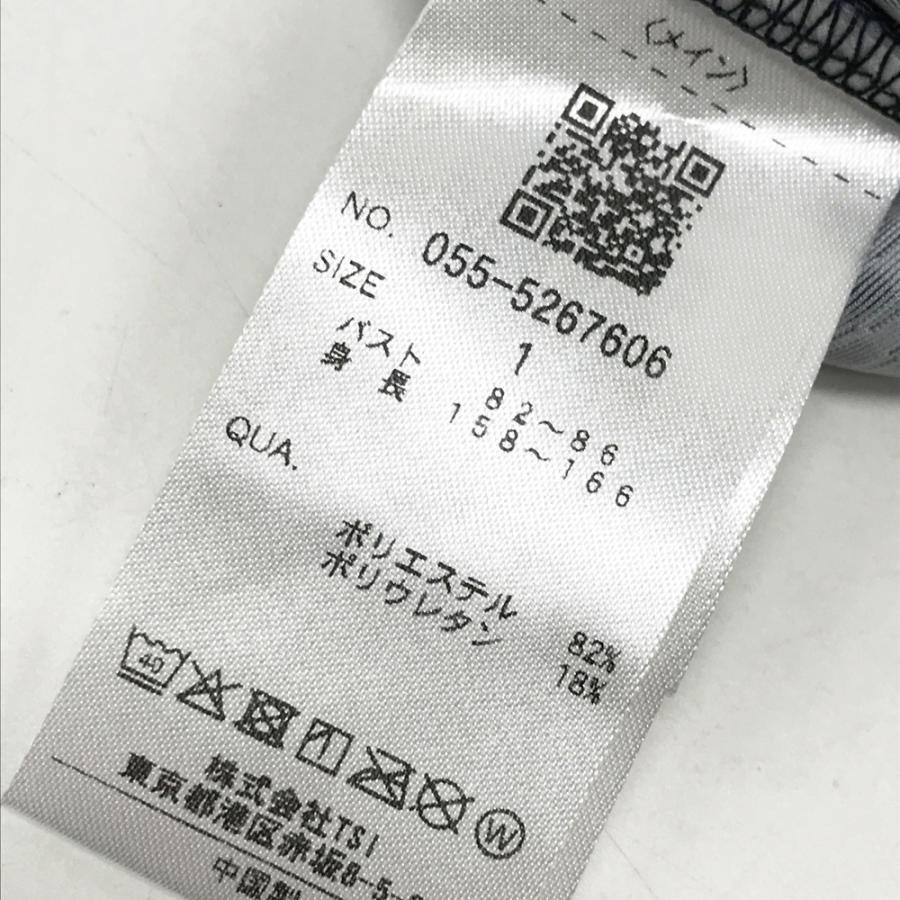 〈メイン〉
NO. 055-5267606
SIZE 1
バスト 82～86
身長 158～166
QUA.
ポリエステル 82%
ポリウレタン 18%
40
W
株式会社TSI
東京都港区赤坂8-5-
中国製